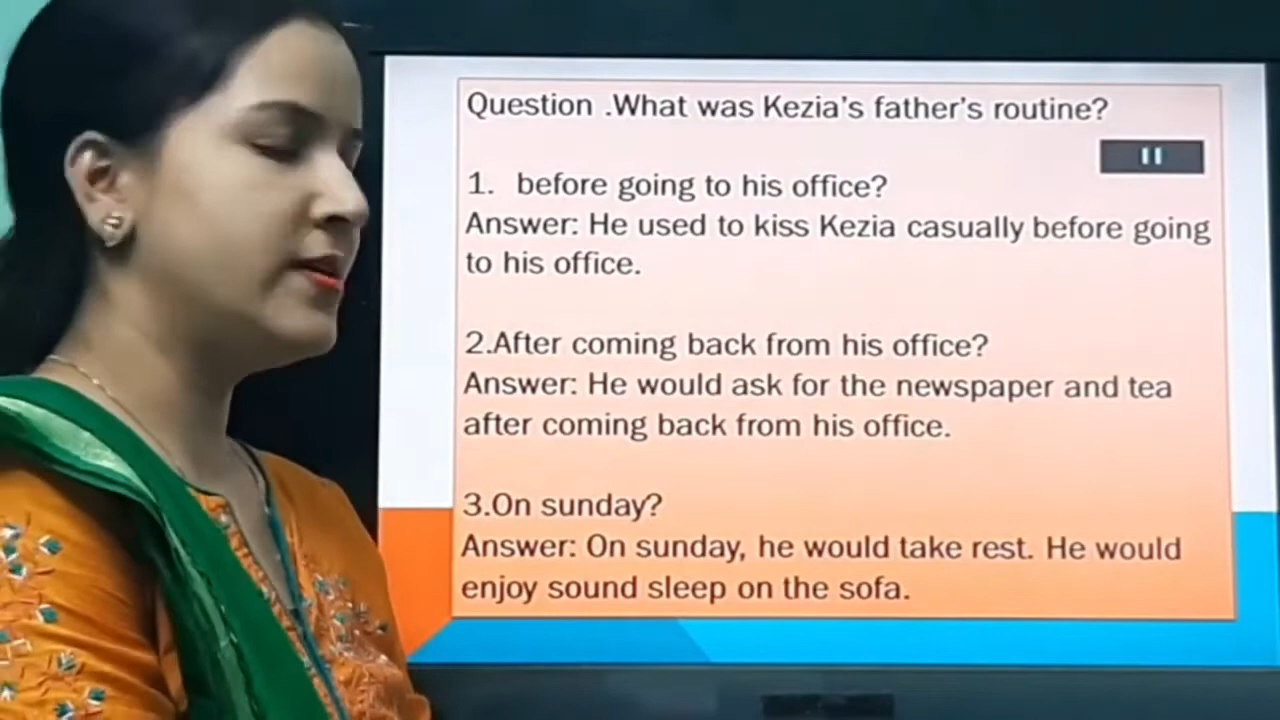 Question .What was Kezia's father's routine?
1. before going to his office?
Answer: He used to kiss Kezia casually before going
to his office.
2.After coming back from his office?
Answer: He would ask for the newspaper and tea
after coming back from his office.
3.On sunday?
Answer: On sunday, he would take rest. He would
enjoy sound sleep on the sofa.